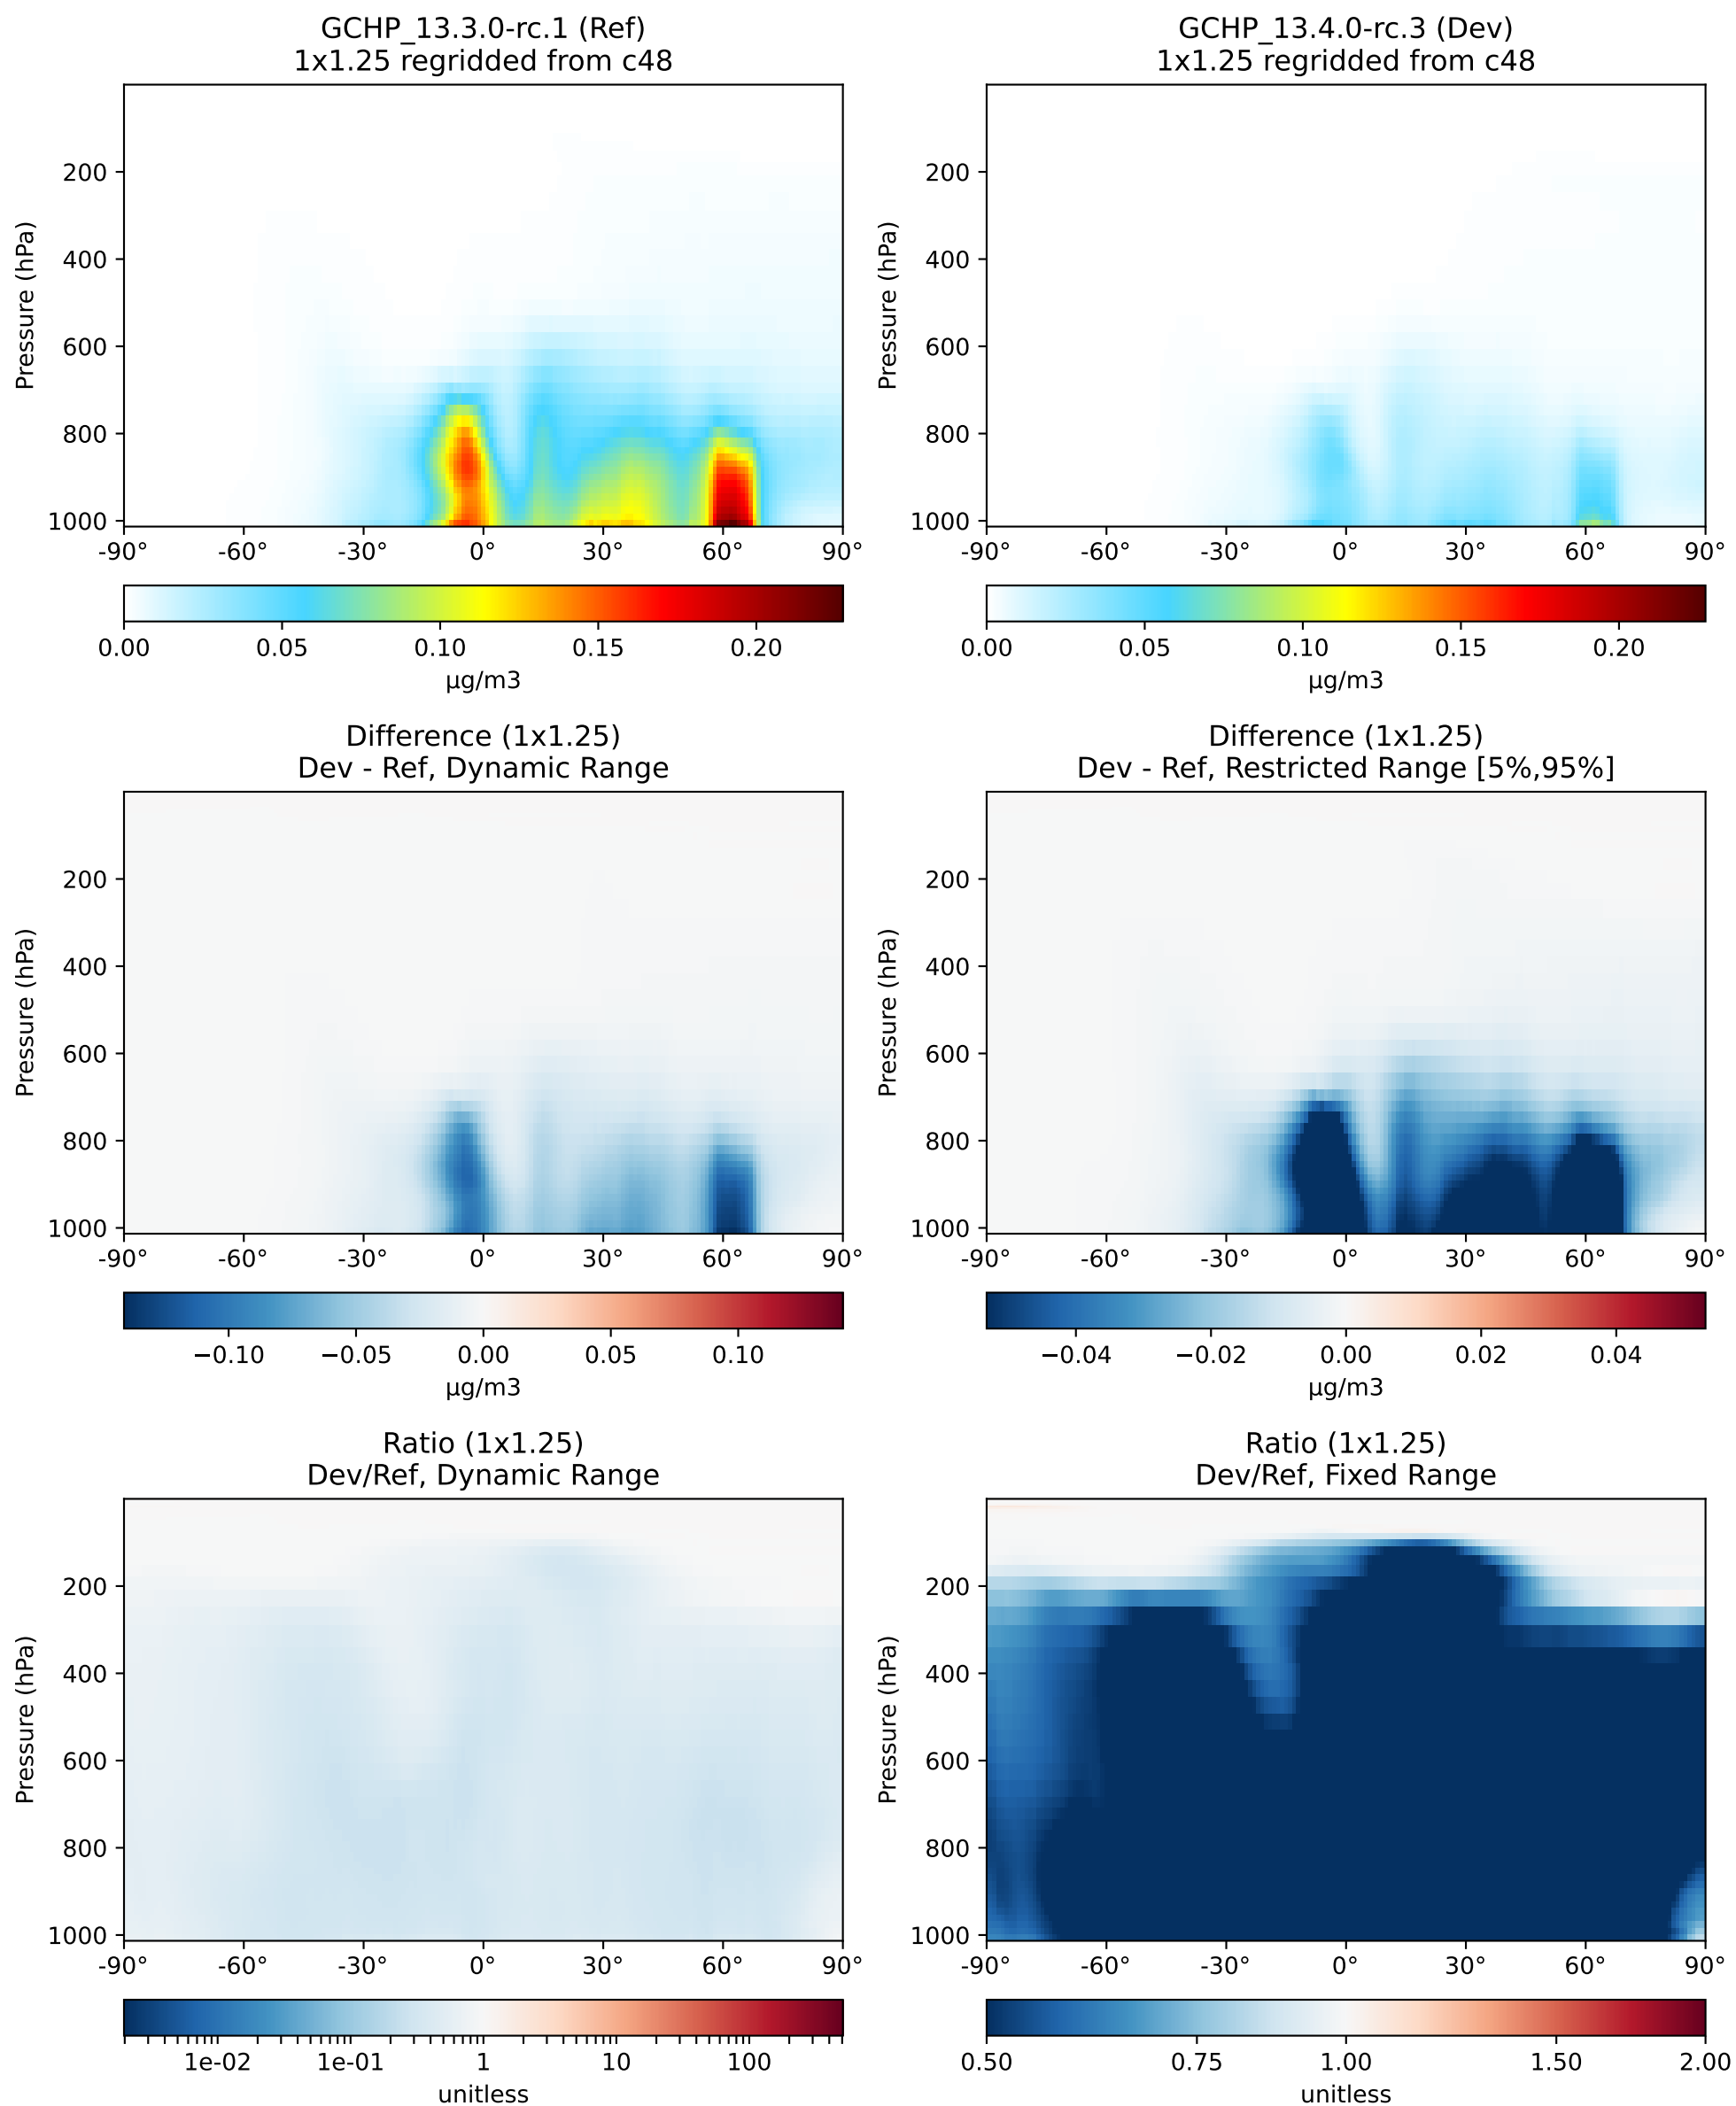 GCHP_13.3.0-rc.1 (Ref)
1x1.25 regridded from c48
Pressure (hPa)
200
400
600
800
1000
-90° -60° -30° 0° 30° 60° 90°
0.00 0.05 0.10 0.15 0.20
µg/m3
GCHP_13.4.0-rc.3 (Dev)
1x1.25 regridded from c48
Pressure (hPa)
200
400
600
800
1000
-90° -60° -30° 0° 30° 60° 90°
0.00 0.05 0.10 0.15 0.20
µg/m3
Difference (1x1.25)
Dev - Ref, Dynamic Range
Pressure (hPa)
200
400
600
800
1000
-90° -60° -30° 0° 30° 60° 90°
−0.10 −0.05 0.00 0.05 0.10
µg/m3
Difference (1x1.25)
Dev - Ref, Restricted Range [5%,95%]
Pressure (hPa)
200
400
600
800
1000
-90° -60° -30° 0° 30° 60° 90°
−0.04 −0.02 0.00 0.02 0.04
µg/m3
Ratio (1x1.25)
Dev/Ref, Dynamic Range
Pressure (hPa)
200
400
600
800
1000
-90° -60° -30° 0° 30° 60° 90°
1e-02 1e-01 1 10 100
unitless
Ratio (1x1.25)
Dev/Ref, Fixed Range
Pressure (hPa)
200
400
600
800
1000
-90° -60° -30° 0° 30° 60° 90°
0.50 0.75 1.00 1.50 2.00
unitless